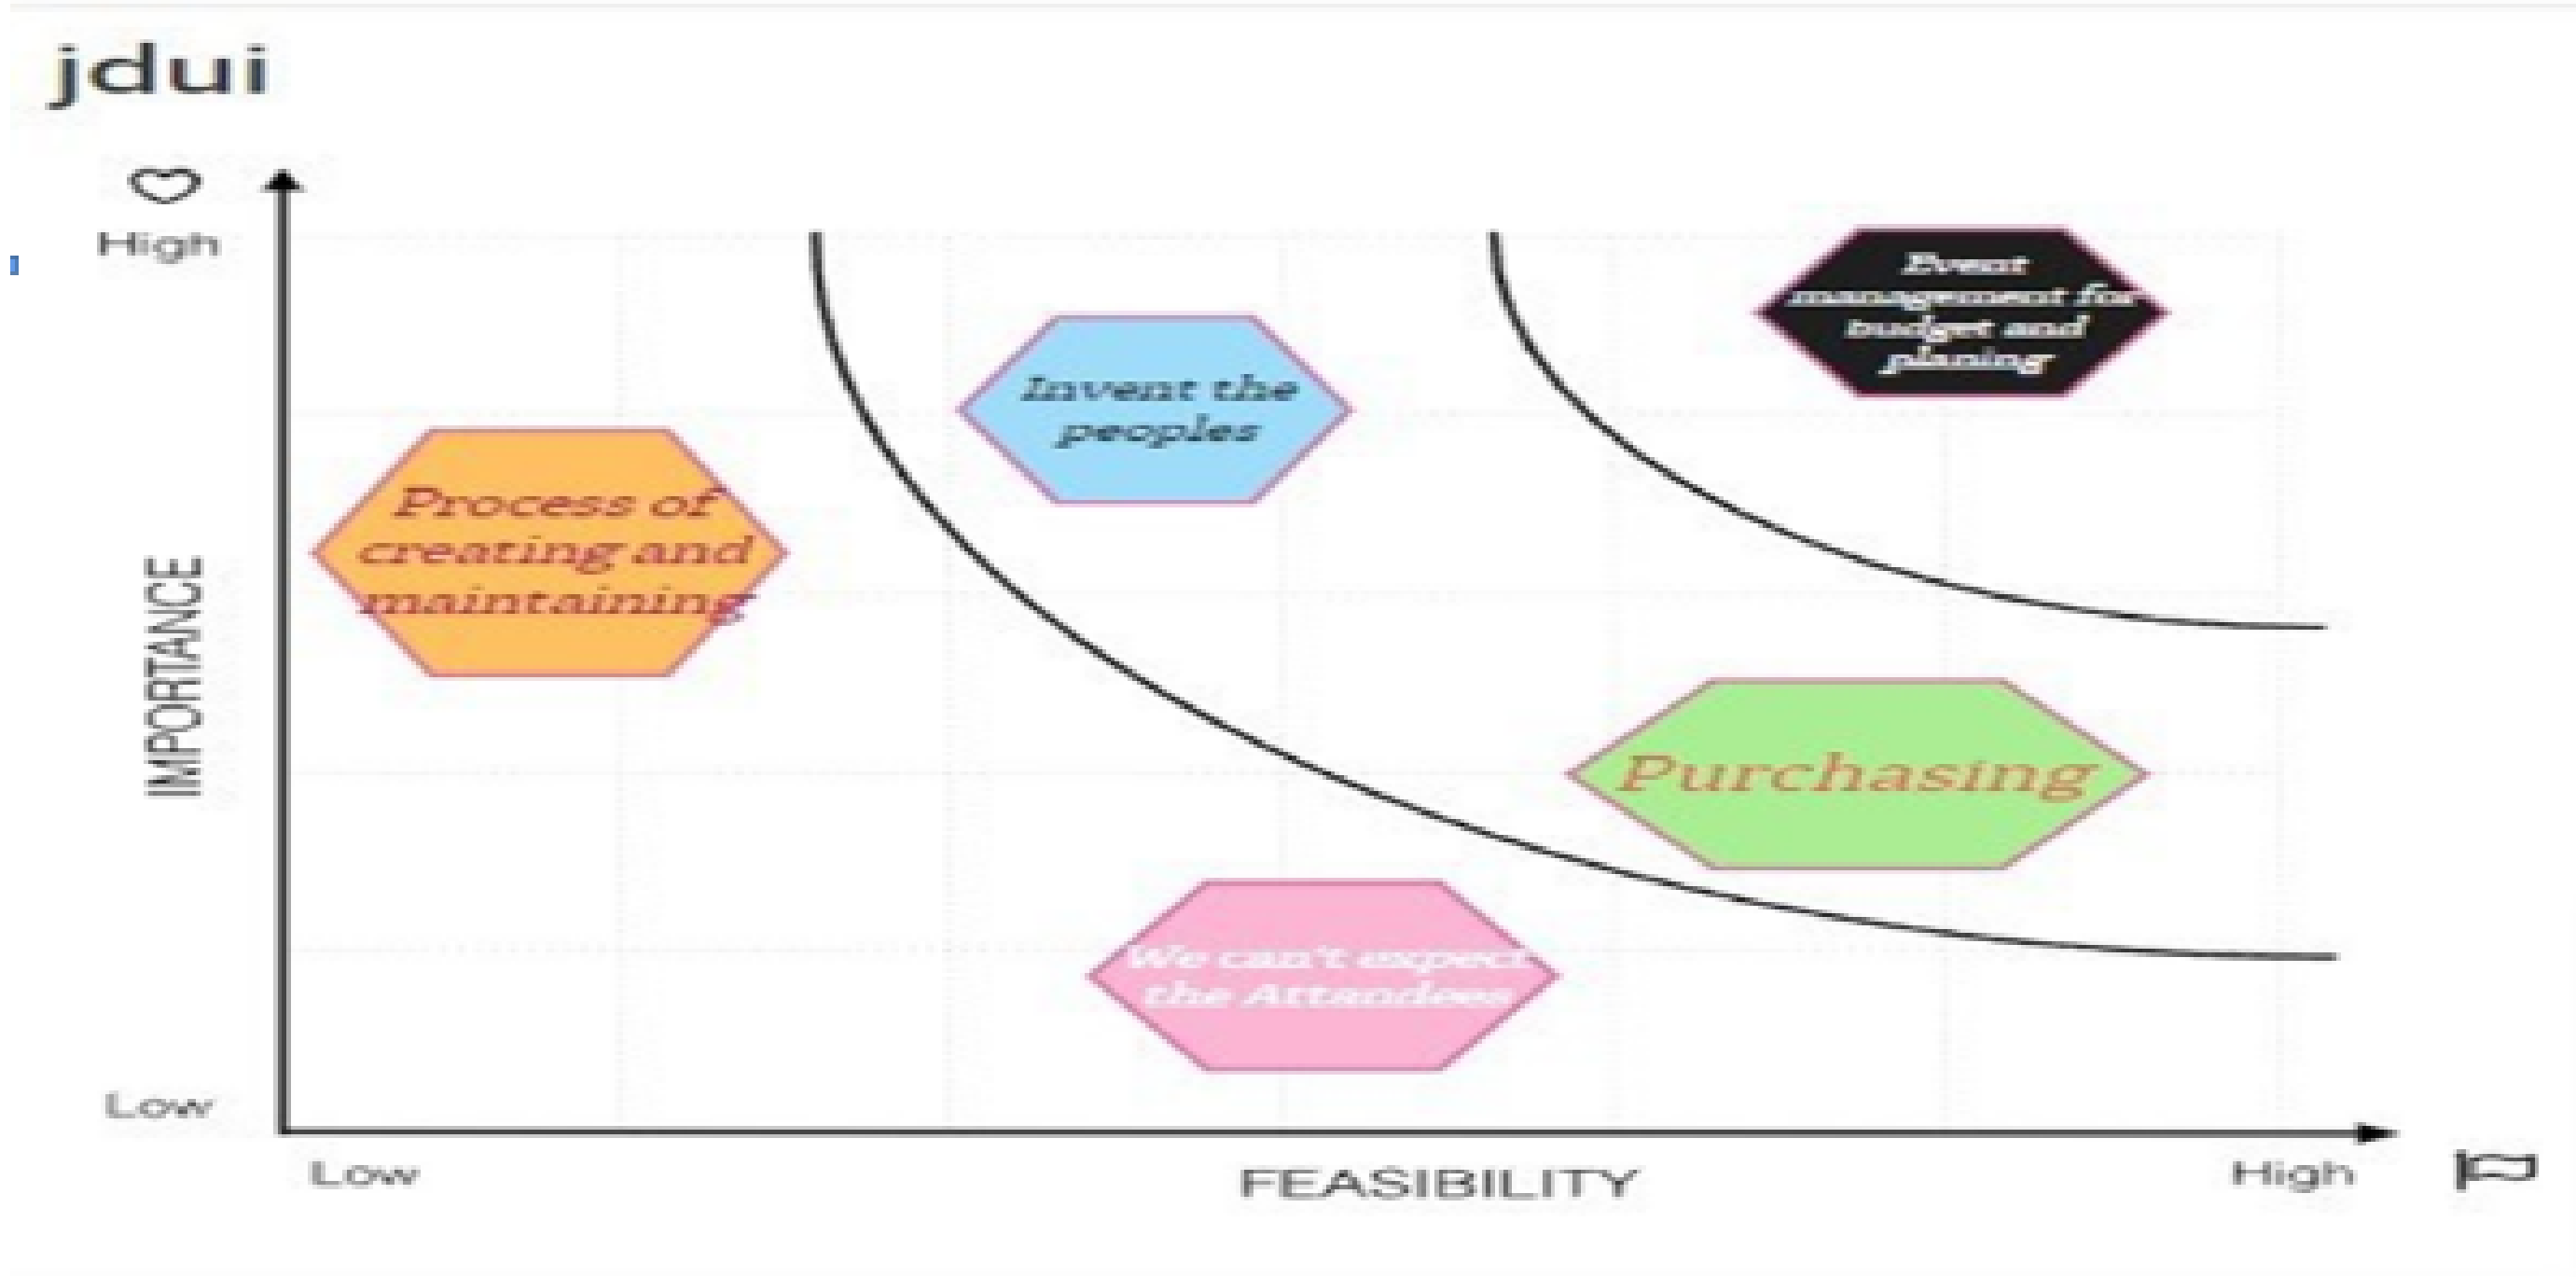 jdui
High
Event
management for
budget and
planing
Invent the
peoples
Process of
creating and
maintaining
IMPORTANCE
Purchasing
We can't expect
the Attandees
Low
Low
FEASIBILITY
High